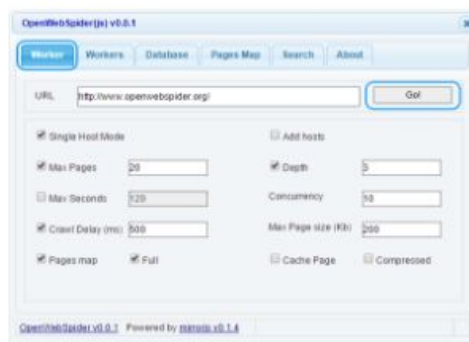 OpenWebSpider(js) v0.0.1
Worker Workers Database Pages Map Search About
URL http://www.openwebspider.org/ Go!
Single Host Mode Add hosts
Max Pages 20 Depth 3
Max Seconds 120 Concurrency 10
Crawl Delay (ms) 500 Max Page size (Kb) 200
Pages map Full Cache Page Compressed
OpenWebSpider v0.0.1 Powered by